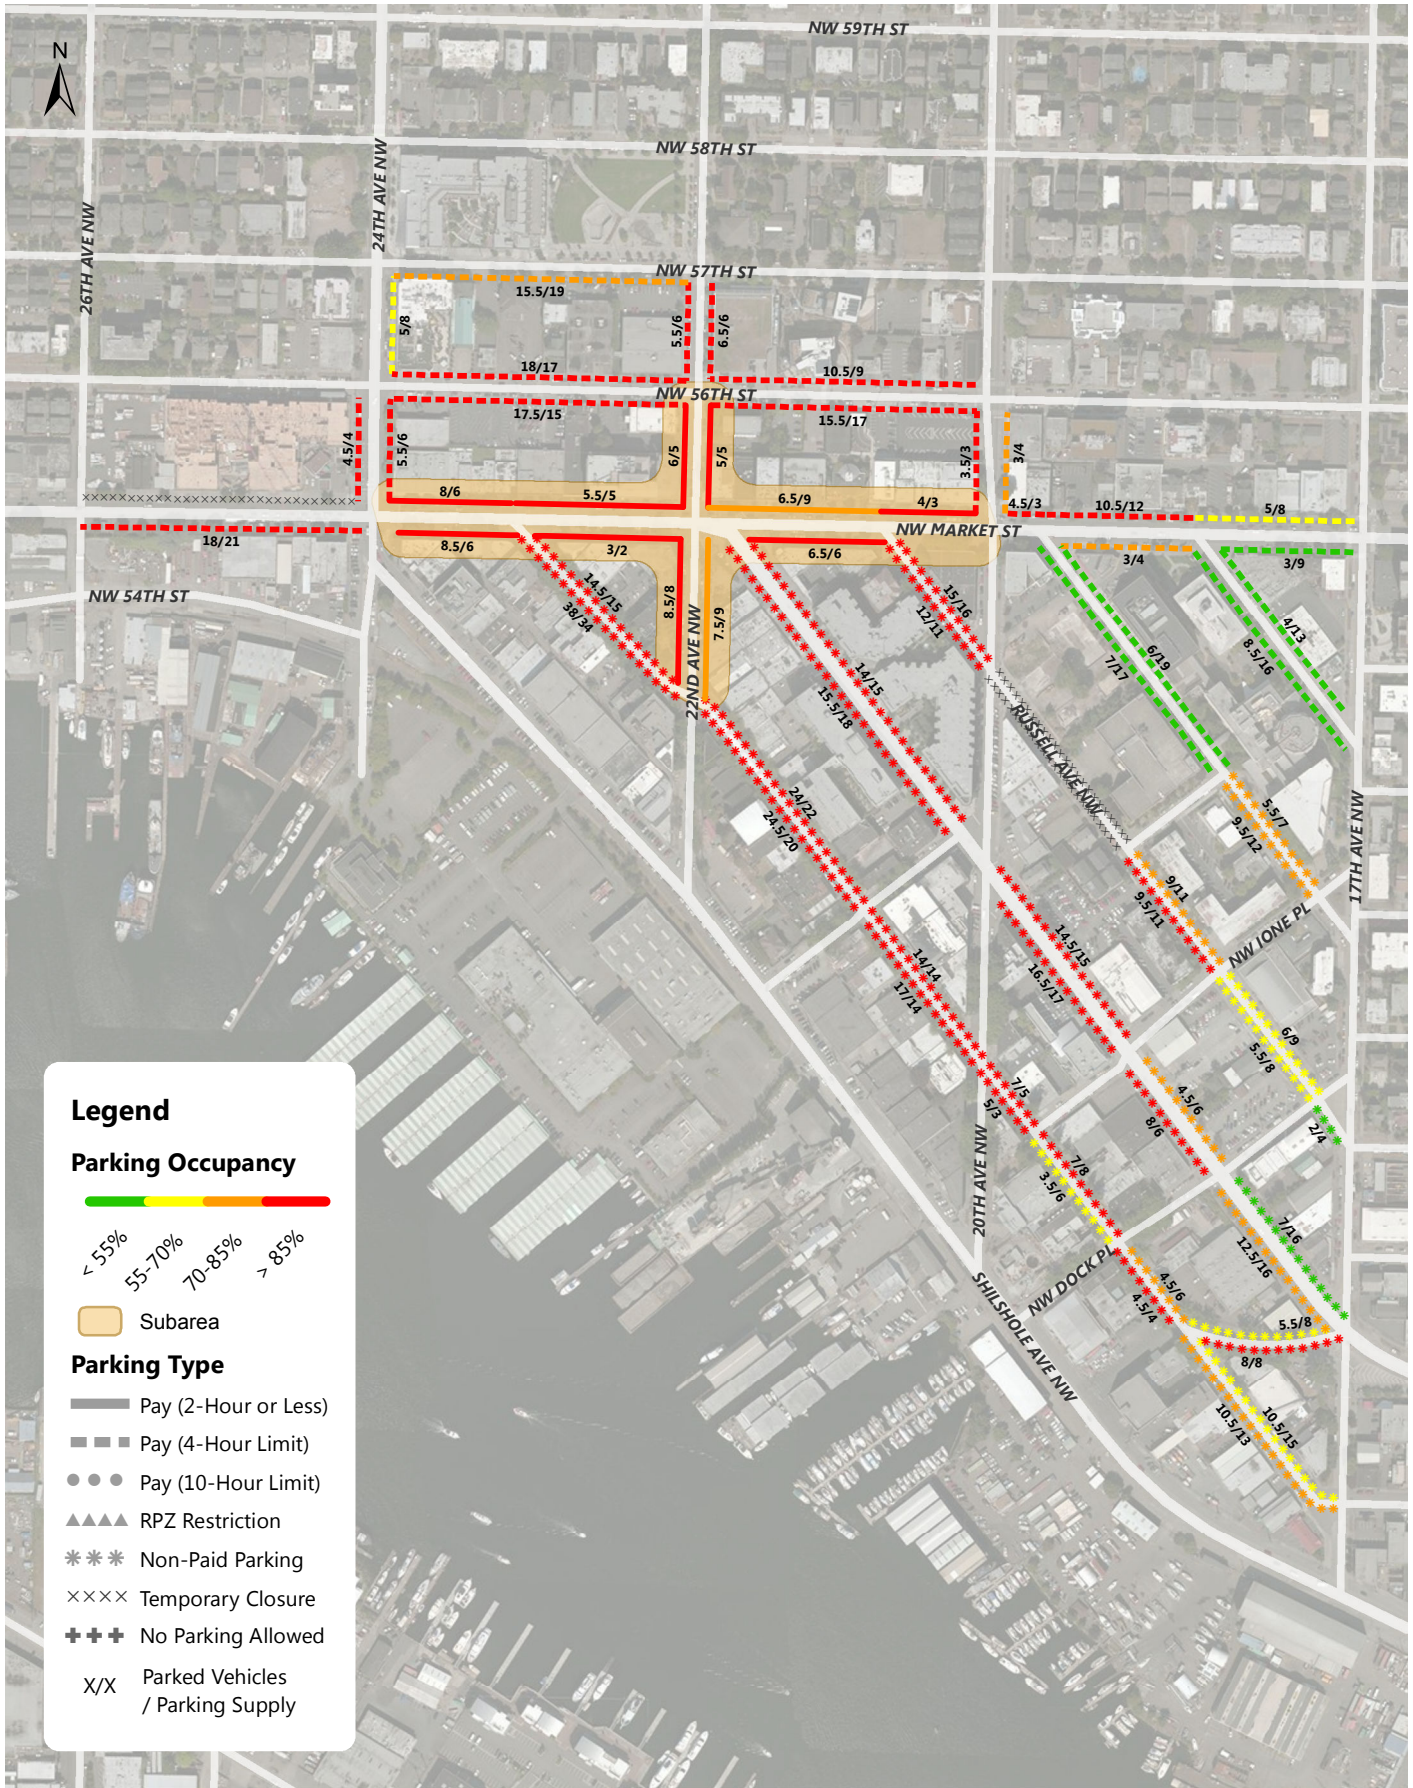 NW 59TH ST
N
NW 58TH ST
24TH AVE NW
26TH AVE NW
NW 57TH ST
15.5/19
5/8
5.5/6
6.5/6
18/17
10.5/9
NW 56TH ST
17.5/15
15.5/17
4.5/4
5.5/6
6/5
5/5
3.5/3
3/4
8/6
5.5/5
6.5/9
4/3
4.5/3
10.5/12
5/8
NW MARKET ST
18/21
8.5/6
3/2
6.5/6
3/4
3/9
NW 54TH ST
14.5/15
38/34
8.5/8
7.5/9
22ND AVE NW
15/16
12/11
4/13
8.5/16
6/19
7/17
14/15
15.5/18
RUSSELL AVE NW
24/22
24.5/20
5.5/7
9.5/12
17TH AVE NW
9/11
9.5/11
NW IONE PL
14/14
17/14
14.5/15
16.5/17
6/9
5.5/8
7/5
5/3
4.5/6
8/6
2/4
20TH AVE NW
7/8
3.5/6
7/16
12.5/16
NW DOCK PL
4.5/6
4.5/4
SHILSHOLE AVE NW
5.5/8
8/8
10.5/15
10.5/13
Legend
Parking Occupancy
< 55%
55-70%
70-85%
> 85%
Subarea
Parking Type
Pay (2-Hour or Less)
Pay (4-Hour Limit)
Pay (10-Hour Limit)
RPZ Restriction
Non-Paid Parking
Temporary Closure
No Parking Allowed
X/X Parked Vehicles
/ Parking Supply